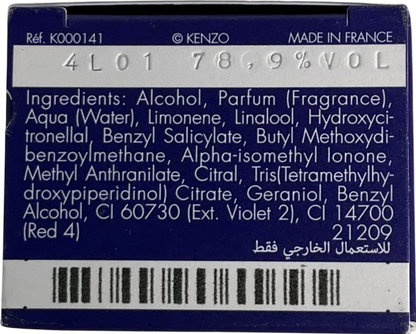 Réf. K000141 © KENZO MADE IN FRANCE
4L01 78,9%VOL
Ingredients: Alcohol, Parfum (Fragrance),
Aqua (Water), Limonene, Linalool, Hydroxyci-
tronellal, Benzyl Salicylate, Butyl Methoxydi-
benzoylmethane, Alpha-isomethyl Ionone,
Methyl Anthranilate, Citral, Tris(Tetramethylhy-
droxypiperidinol) Citrate, Geraniol, Benzyl
Alcohol, CI 60730 (Ext. Violet 2), CI 14700
(Red 4) 21209
للاستعمال الخارجي فقط